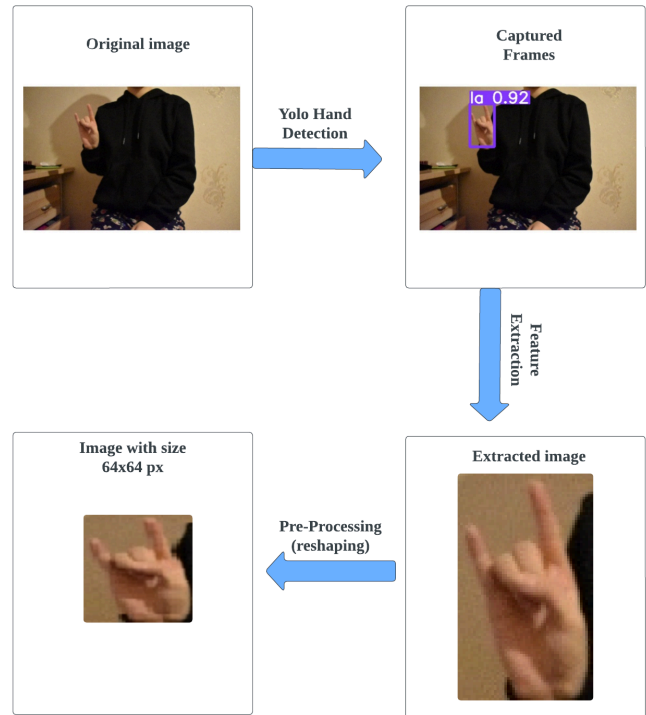 Original image
Yolo Hand
Detection
Captured
Frames
la 0.92
Feature
Extraction
Extracted image
Pre-Processing
(reshaping)
Image with size
64x64 px